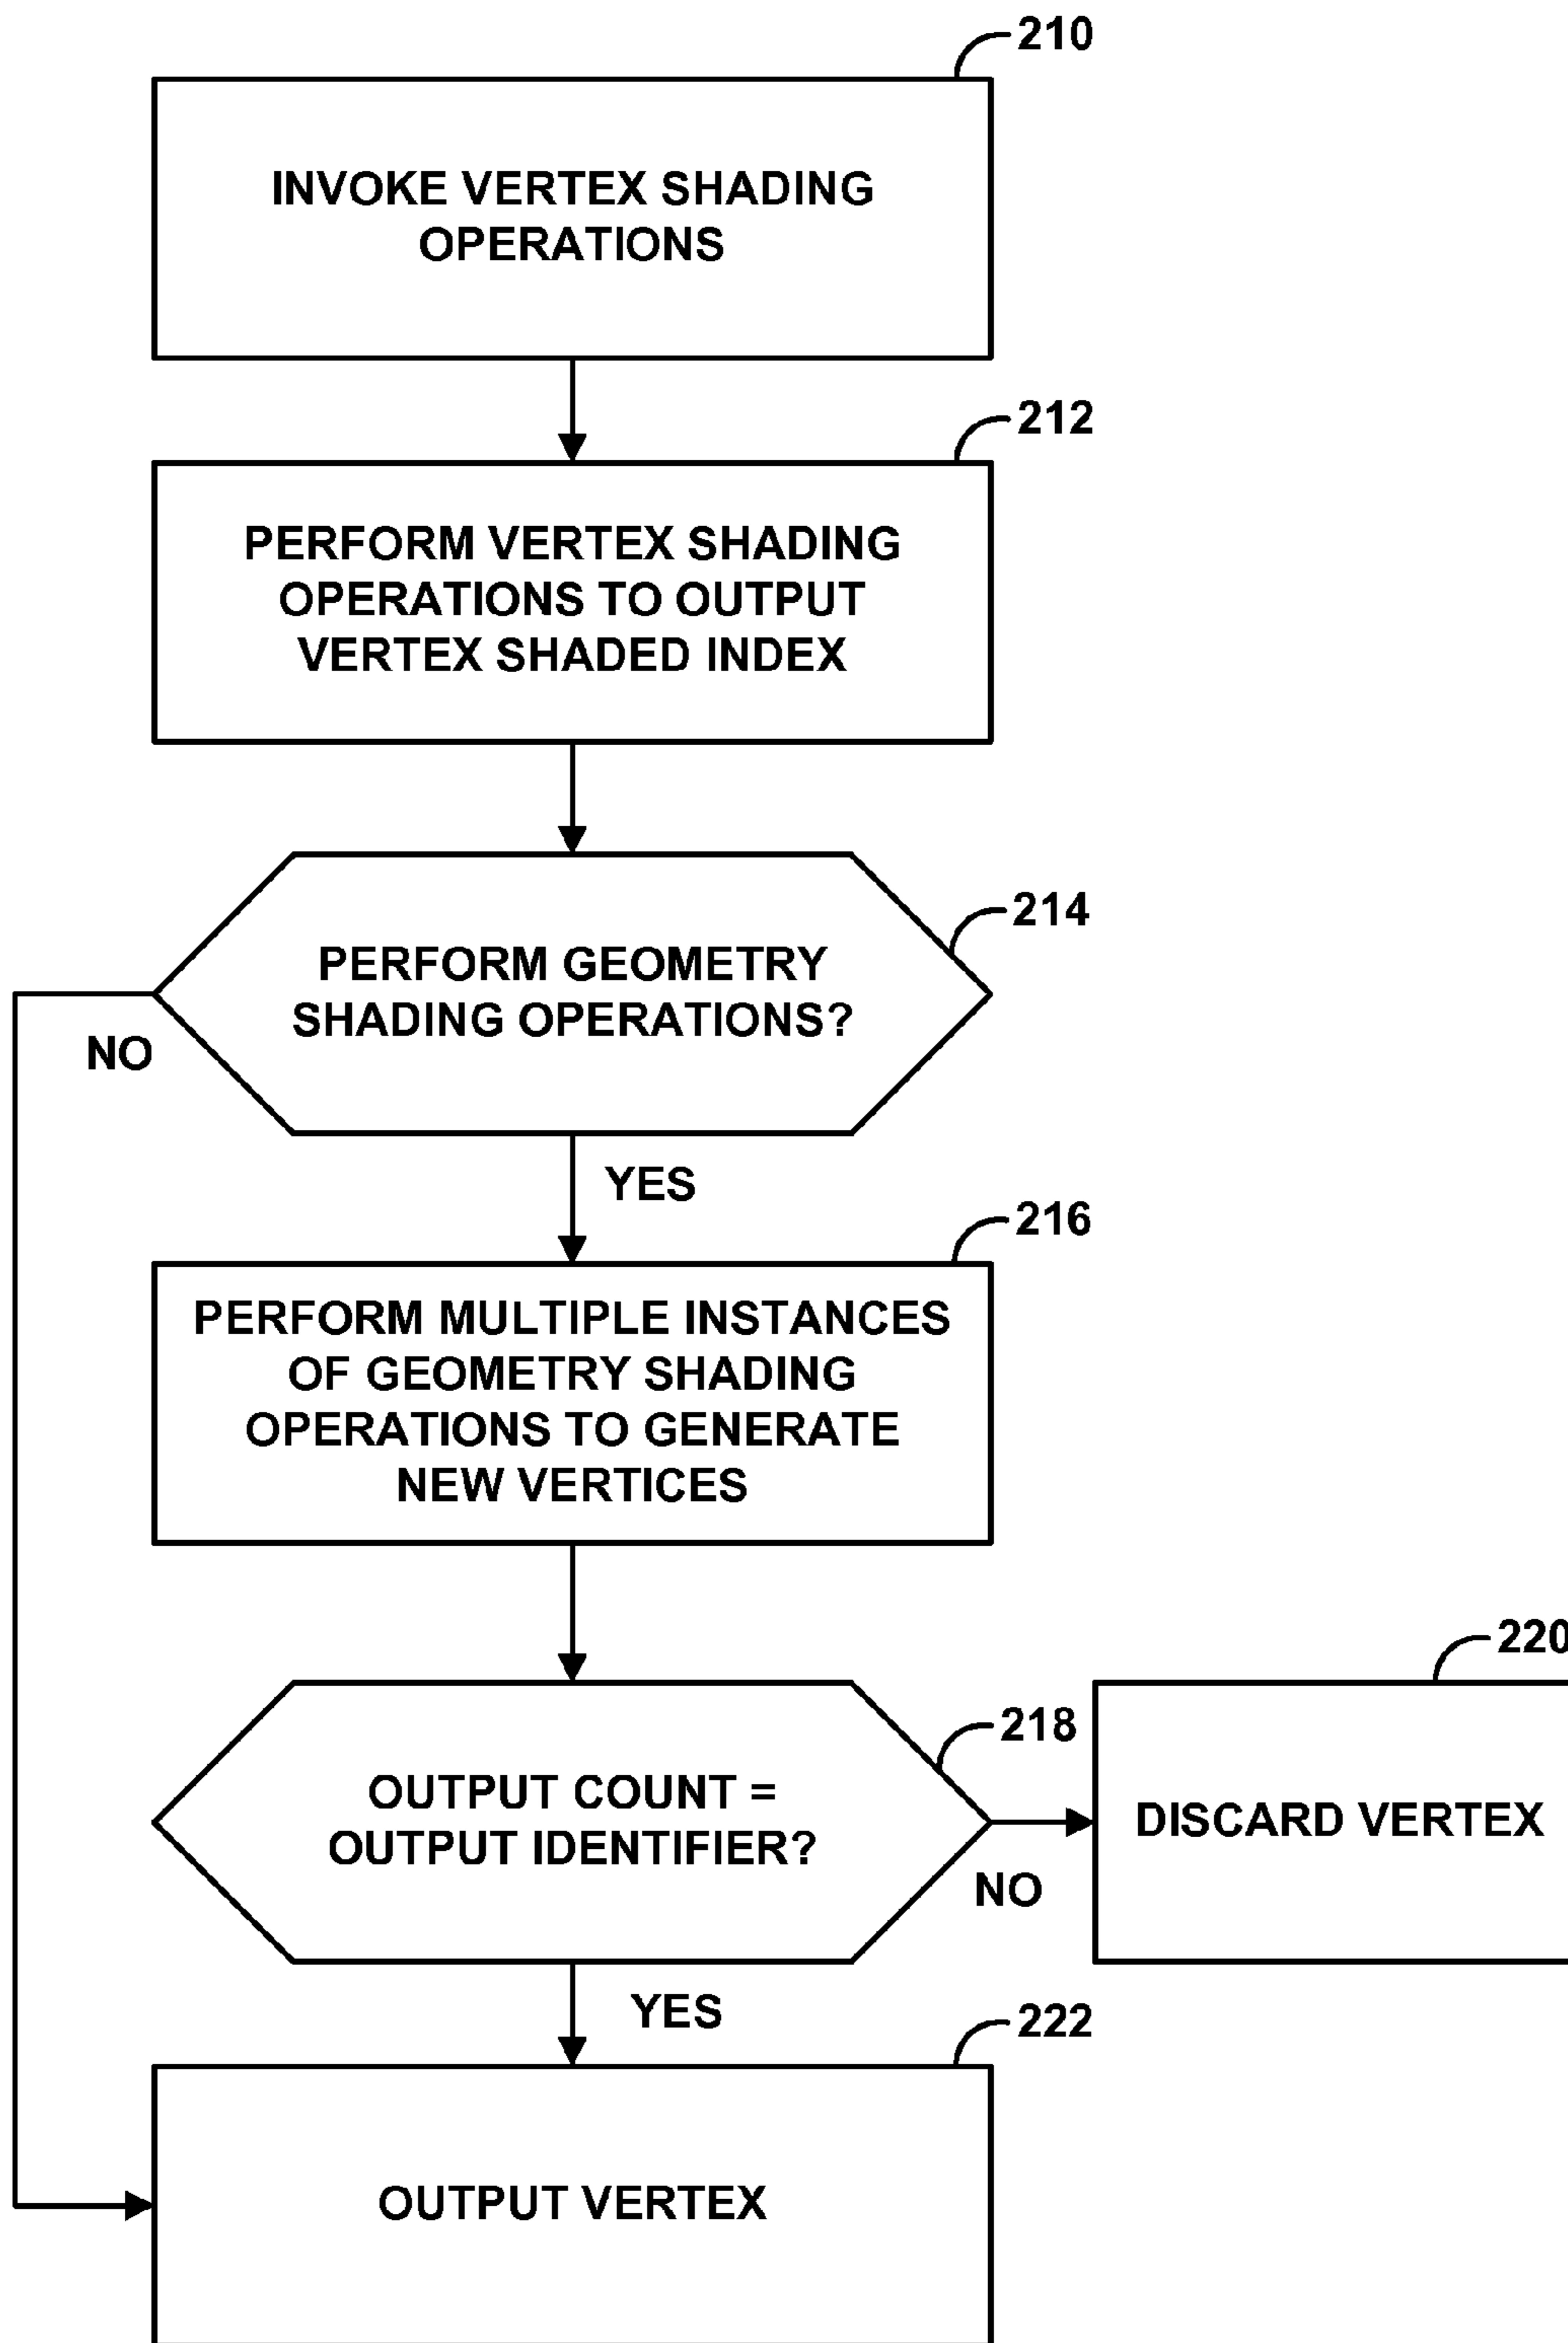 210
INVOKE VERTEX SHADING
OPERATIONS
212
PERFORM VERTEX SHADING
OPERATIONS TO OUTPUT
VERTEX SHADED INDEX
214
PERFORM GEOMETRY
SHADING OPERATIONS?
NO
YES
216
PERFORM MULTIPLE INSTANCES
OF GEOMETRY SHADING
OPERATIONS TO GENERATE
NEW VERTICES
218
OUTPUT COUNT =
OUTPUT IDENTIFIER?
NO
220
DISCARD VERTEX
YES
222
OUTPUT VERTEX